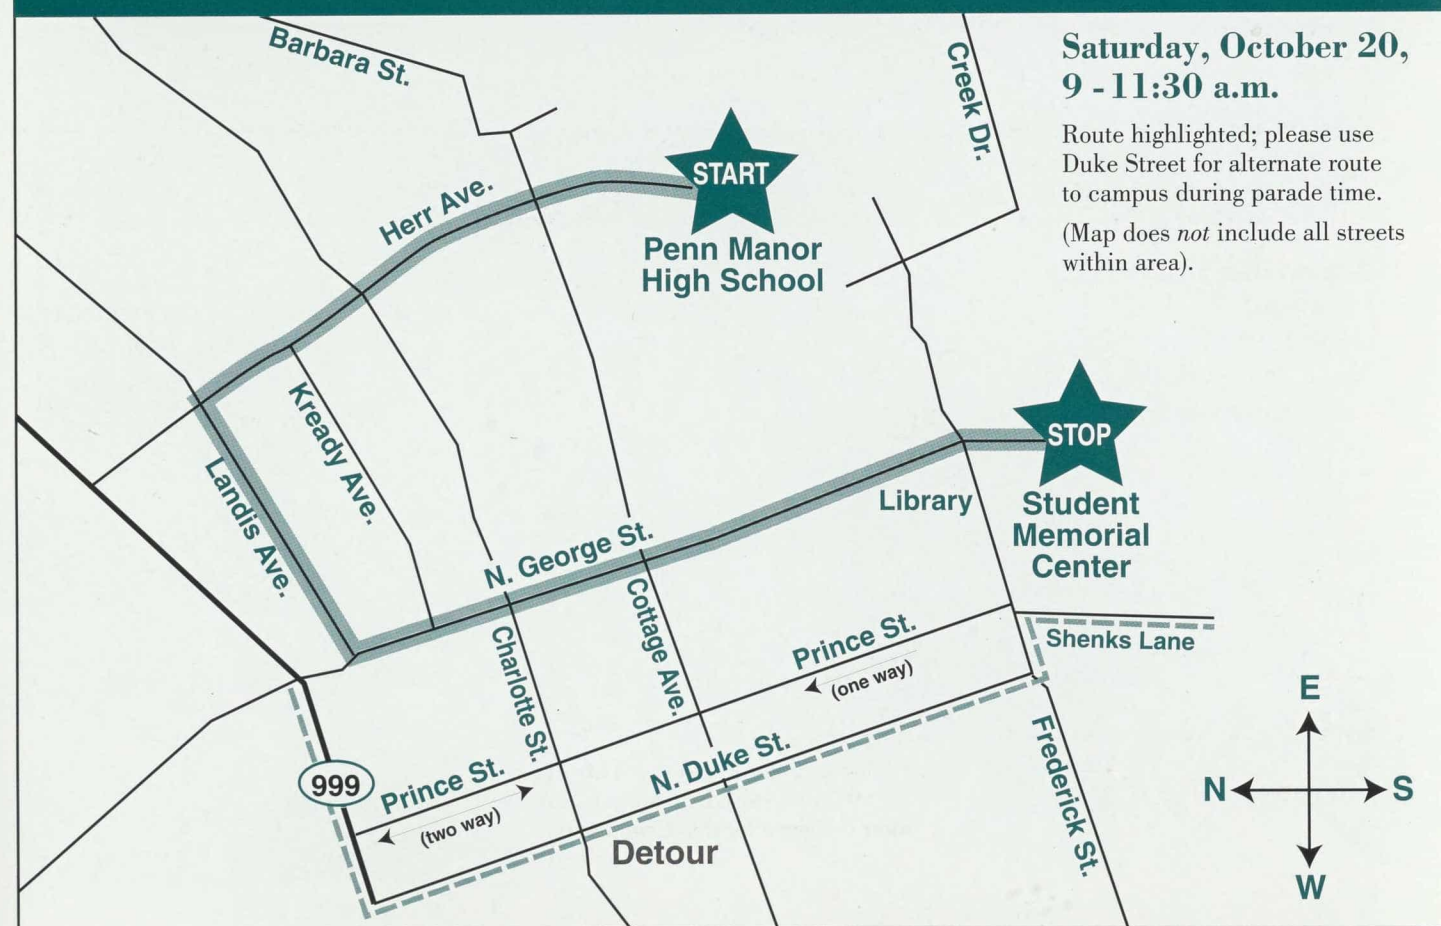 Saturday, October 20,
9 - 11:30 a.m.
Route highlighted; please use
Duke Street for alternate route
to campus during parade time.
(Map does not include all streets
within area).
Barbara St.
Creek Dr.
START
Herr Ave.
Penn Manor
High School
Kready Ave.
Landis Ave.
STOP
Library
Student
Memorial
Center
N. George St.
Cottage Ave.
Charlotte St.
Prince St.
(one way)
Shenks Lane
N. Duke St.
Frederick St.
999
Prince St.
(two way)
Detour
E
N
S
W